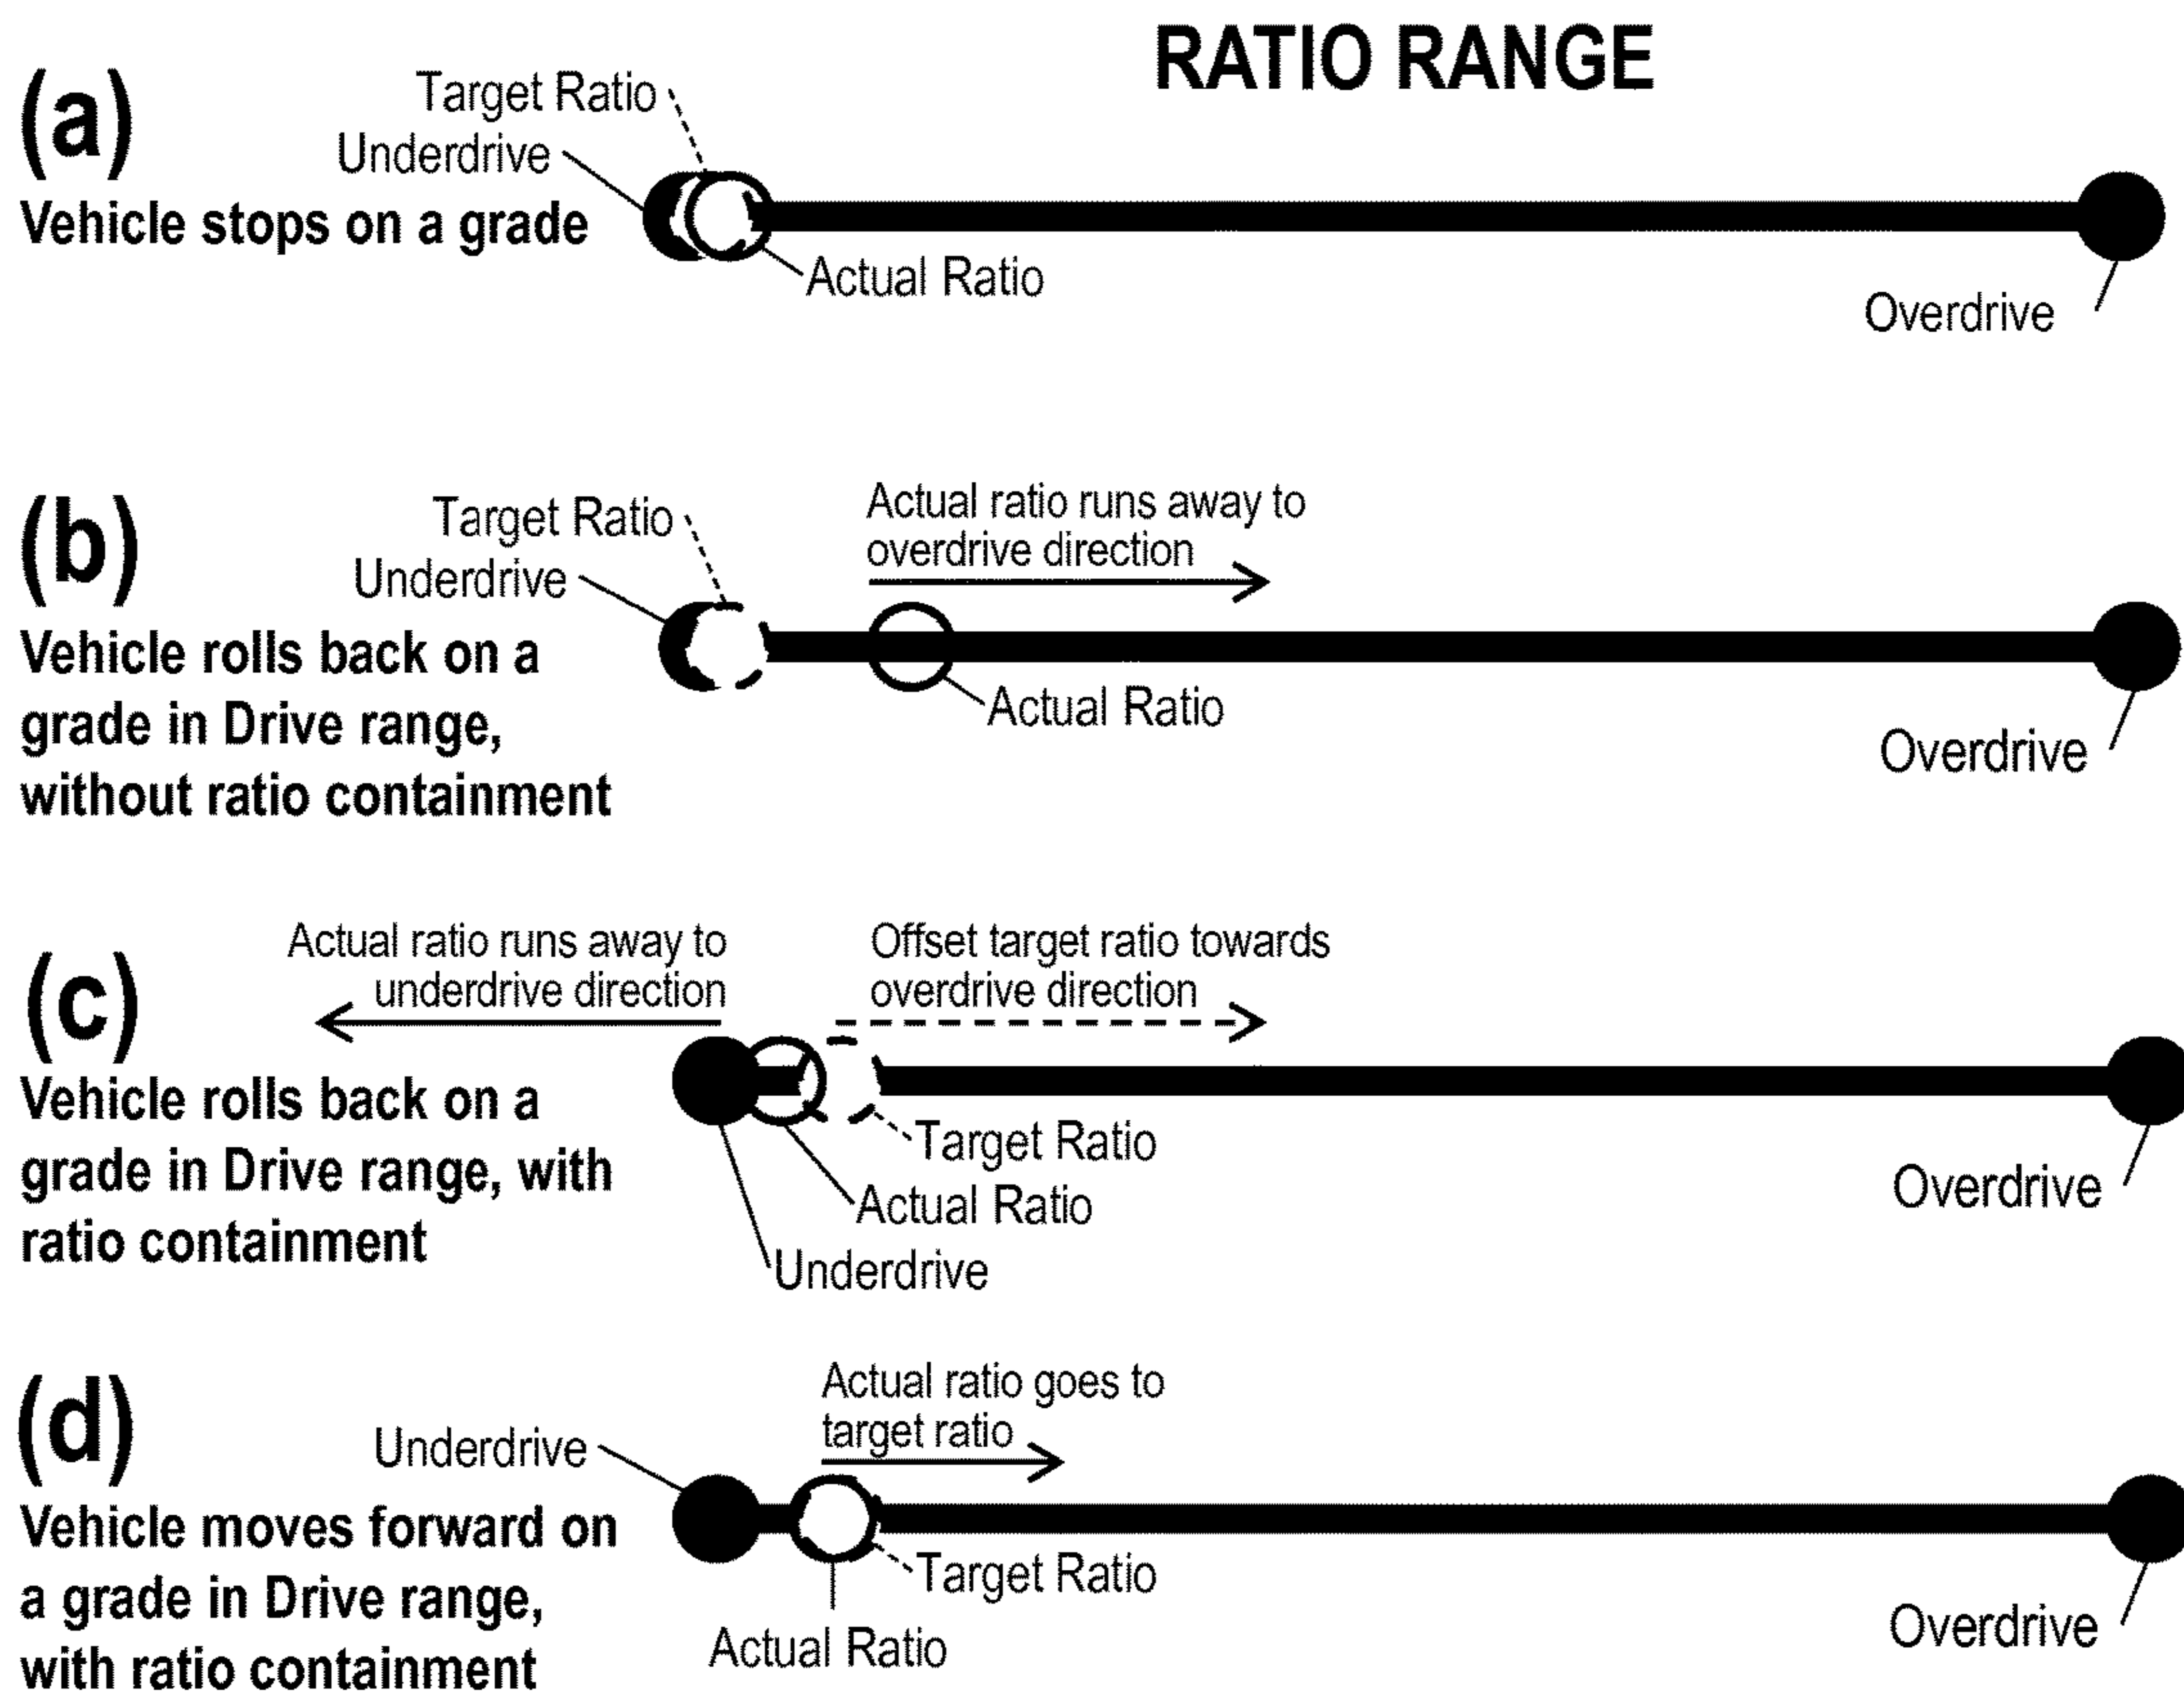 RATIO RANGE
(a)
Target Ratio
Underdrive
Vehicle stops on a grade
Actual Ratio
Overdrive
(b)
Target Ratio
Underdrive
Actual ratio runs away to
overdrive direction
Vehicle rolls back on a
grade in Drive range,
without ratio containment
Actual Ratio
Overdrive
(c)
Actual ratio runs away to
underdrive direction
Offset target ratio towards
overdrive direction
Vehicle rolls back on a
grade in Drive range, with
ratio containment
Target Ratio
Actual Ratio
Underdrive
Overdrive
(d)
Underdrive
Actual ratio goes to
target ratio
Vehicle moves forward on
a grade in Drive range,
with ratio containment
Target Ratio
Actual Ratio
Overdrive